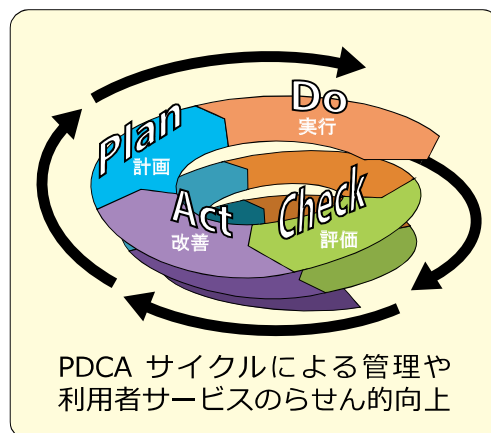 Plan
計画
Do
実行
Check
評価
Act
改善
PDCA サイクルによる管理や
利用者サービスのらせん的向上